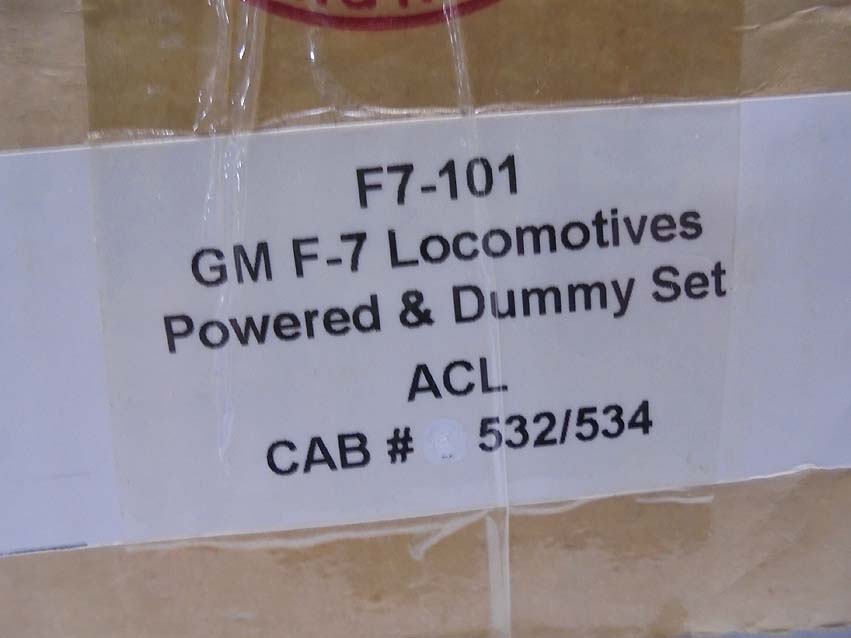 F7-101
GM F-7 Locomotives
Powered & Dummy Set
ACL
CAB # 532/534